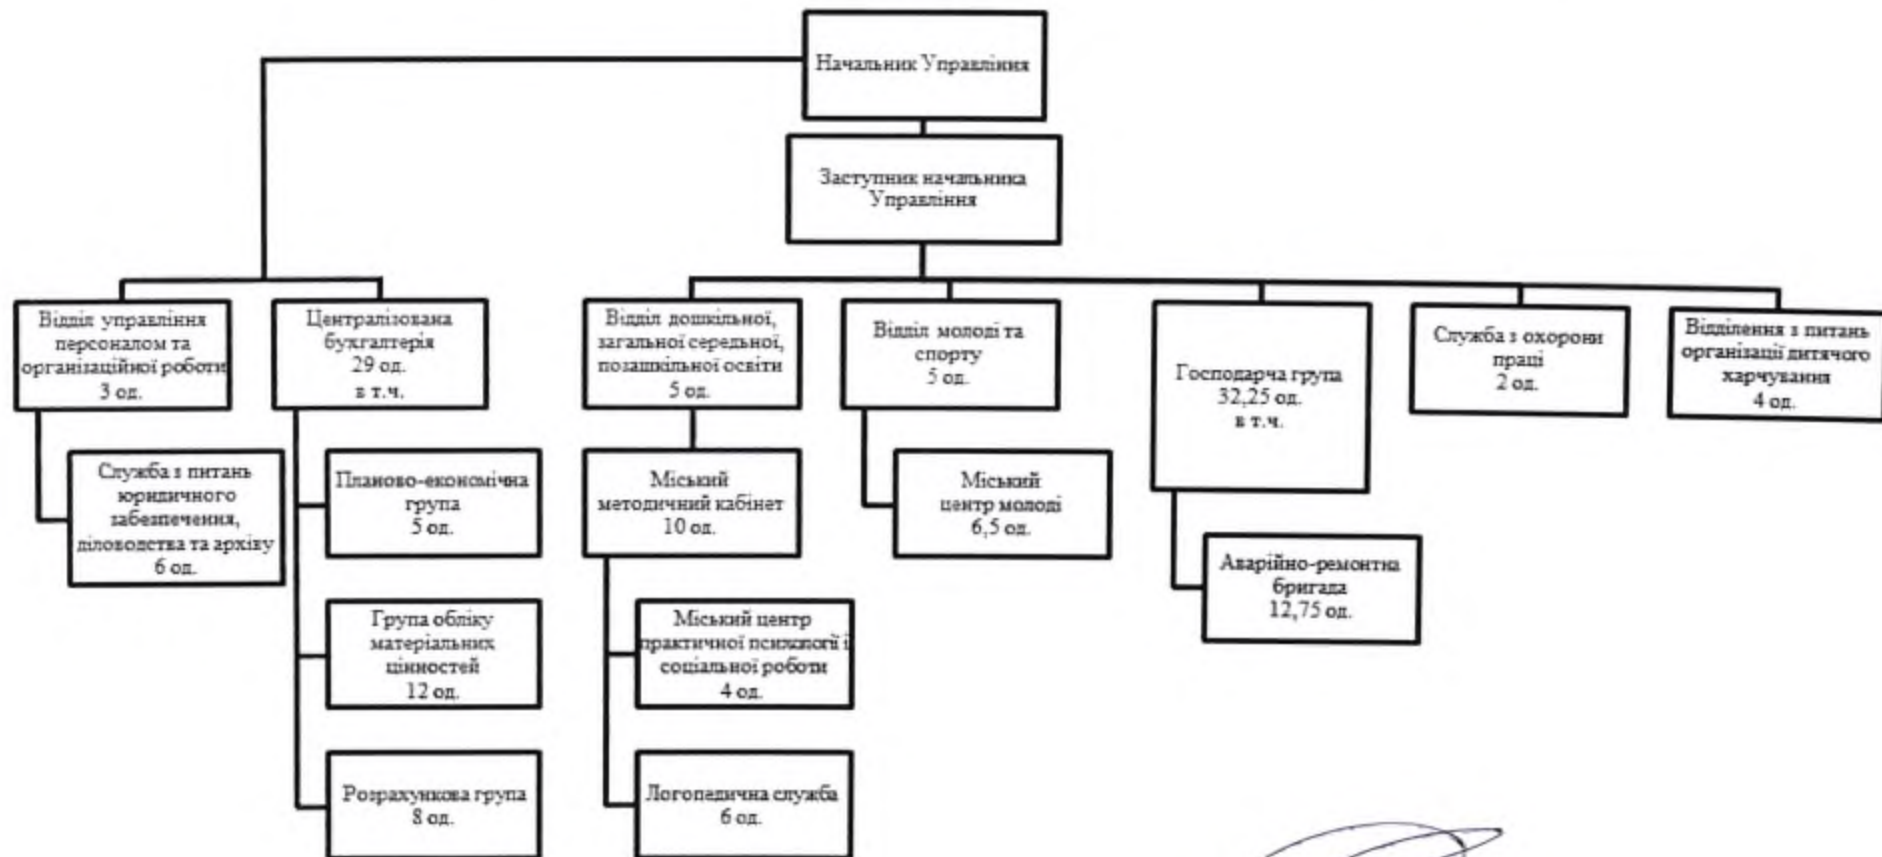 Начальник Управління
Заступник начальника
Управління
Відділ управління
персоналом та
організаційної роботи
3 од.
Централізована
бухгалтерія
29 од.
в т.ч.
Відділ дошкільної,
загальної середньої,
позашкільної освіти
5 од.
Відділ молоді та
спорту
5 од.
Господарча група
32,25 од.
в т.ч.
Служба з охорони
праці
2 од.
Відділення з питань
організації дитячого
харчування
4 од.
Служба з питань
юридичного
забезпечення,
діловодства та архіву
6 од.
Планово-економічна
група
5 од.
Міський
методичний кабінет
10 од.
Міський
центр молоді
6,5 од.
Аварійно-ремонтна
бригада
12,75 од.
Група обліку
матеріальних
цінностей
12 од.
Міський центр
практичної психології і
соціальної роботи
4 од.
Розрахункова група
8 од.
Логопедична служба
6 од.